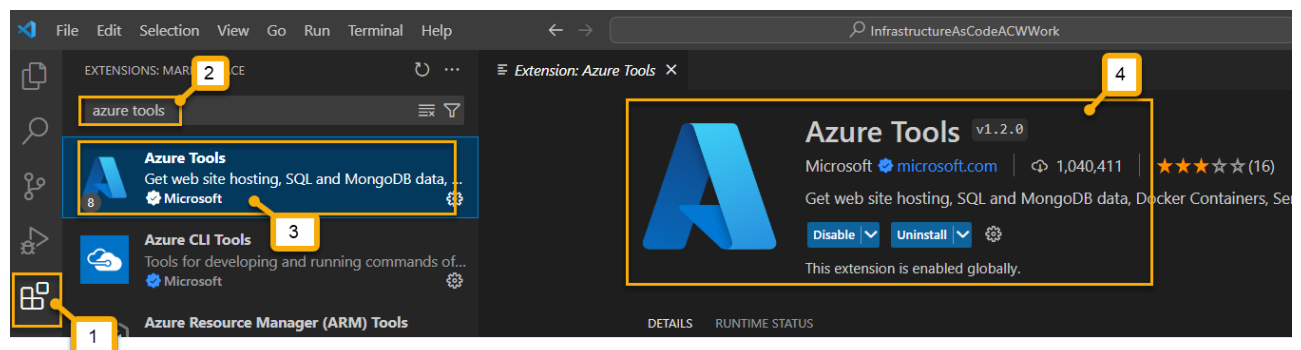 File Edit Selection View Go Run Terminal Help
InfrastructureAsCodeACWWork
EXTENSIONS: MAR CE
2
azure tools
Azure Tools
Get web site hosting, SQL and MongoDB data, ...
8
Microsoft
3
Azure CLI Tools
Tools for developing and running commands of...
Microsoft
Azure Resource Manager (ARM) Tools
1
Extension: Azure Tools
4
Azure Tools v1.2.0
Microsoft microsoft.com 1,040,411 (16)
Get web site hosting, SQL and MongoDB data, Docker Containers, Ser
Disable Uninstall
This extension is enabled globally.
DETAILS RUNTIME STATUS